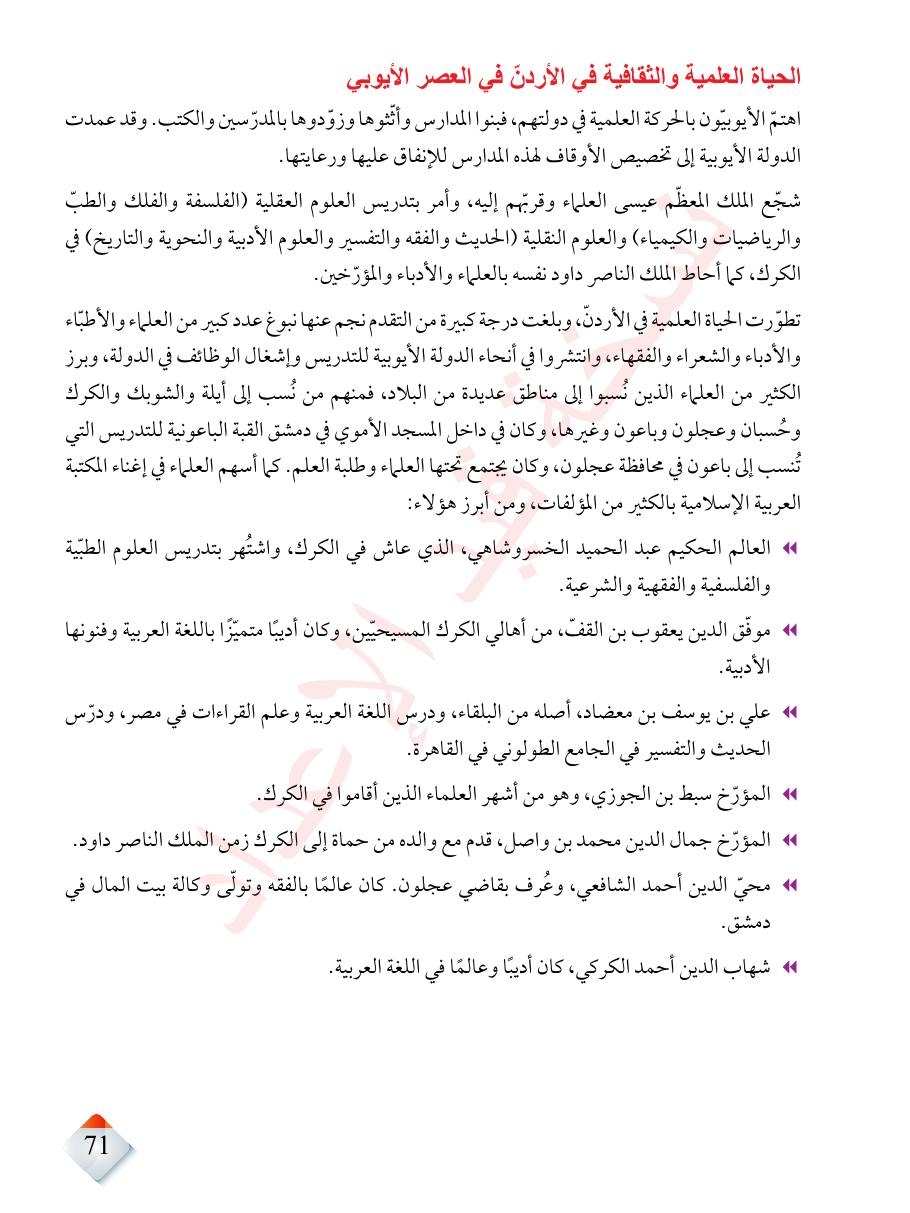 الحياة العلمية والثقافية في الأردنّ في العصر الأيوبي
اهتمّ الأيوبيّون بالحركة العلمية في دولتهم، فبنوا المدارس وأثّثوها وزوّدوها بالمدرّسين والكتب. وقد عمدت
الدولة الأيوبية إلى تخصيص الأوقاف لهذه المدارس للإنفاق عليها ورعايتها.
شجّع الملك المعظّم عيسى العلماء وقربّهم إليه، وأمر بتدريس العلوم العقلية (الفلسفة والفلك والطبّ
والرياضيات والكيمياء) والعلوم النقلية (الحديث والفقه والتفسير والعلوم الأدبية والنحوية والتاريخ) في
الكرك، كما أحاط الملك الناصر داود نفسه بالعلماء والأدباء والمؤرّخين.
تطوّرت الحياة العلمية في الأردنّ، وبلغت درجة كبيرة من التقدم نجم عنها نبوغ عدد كبير من العلماء والأطبّاء
والأدباء والشعراء والفقهاء، وانتشروا في أنحاء الدولة الأيوبية للتدريس وإشغال الوظائف في الدولة، وبرز
الكثير من العلماء الذين نُسبوا إلى مناطق عديدة من البلاد، فمنهم من نُسب إلى أيلة والشوبك والكرك
وحُسبان وعجلون وباعون وغيرها، وكان في داخل المسجد الأموي في دمشق القبة الباعونية للتدريس التي
تُنسب إلى باعون في محافظة عجلون، وكان يجتمع تحتها العلماء وطلبة العلم. كما أسهم العلماء في إغناء المكتبة
العربية الإسلامية بالكثير من المؤلفات، ومن أبرز هؤلاء:
العالم الحكيم عبد الحميد الخسروشاهي، الذي عاش في الكرك، واشتُهر بتدريس العلوم الطبّية
والفلسفية والفقهية والشرعية.
موفّق الدين يعقوب بن القفّ، من أهالي الكرك المسيحيّين، وكان أديبًا متميّزًا باللغة العربية وفنونها
الأدبية.
علي بن يوسف بن معضاد، أصله من البلقاء، ودرس اللغة العربية وعلم القراءات في مصر، ودرّس
الحديث والتفسير في الجامع الطولوني في القاهرة.
المؤرّخ سبط بن الجوزي، وهو من أشهر العلماء الذين أقاموا في الكرك.
المؤرّخ جمال الدين محمد بن واصل، قدم مع والده من حماة إلى الكرك زمن الملك الناصر داود.
محيّ الدين أحمد الشافعي، وعُرف بقاضي عجلون. كان عالمًا بالفقه وتولّى وكالة بيت المال في
دمشق.
شهاب الدين أحمد الكركي، كان أديبًا وعالمًا في اللغة العربية.
نسخة قيد الإعداد
71